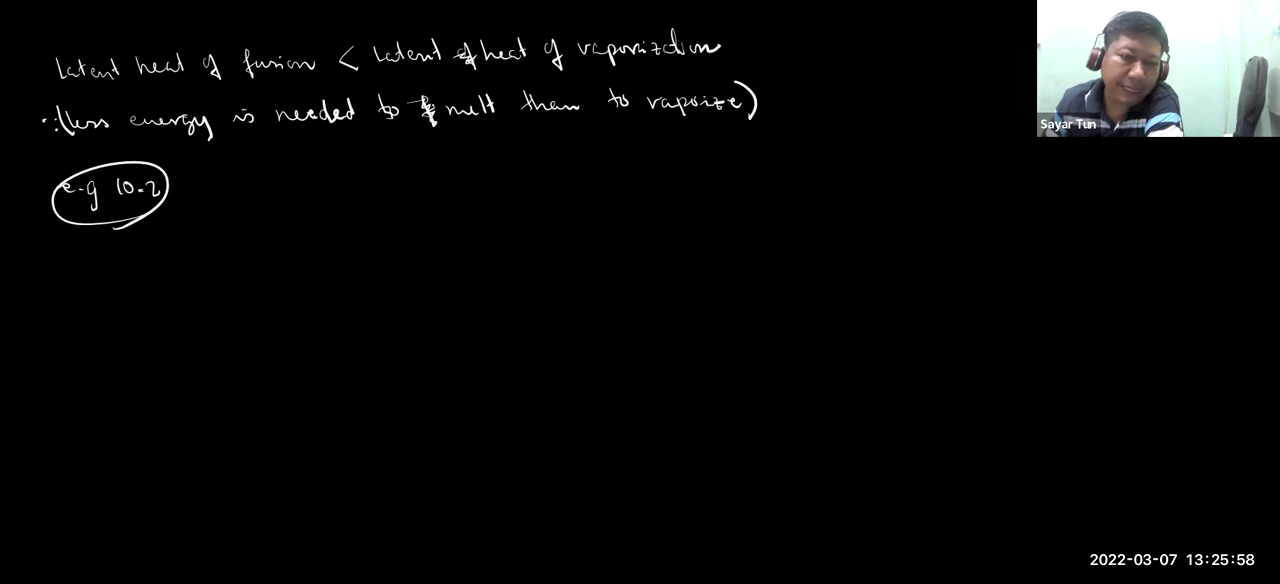 latent heat of fusion < latent heat of vaporization
∵ (less energy is needed to melt than to vaporize)
e.g 10.2
Sayar Tun
2022-03-07 13:25:58